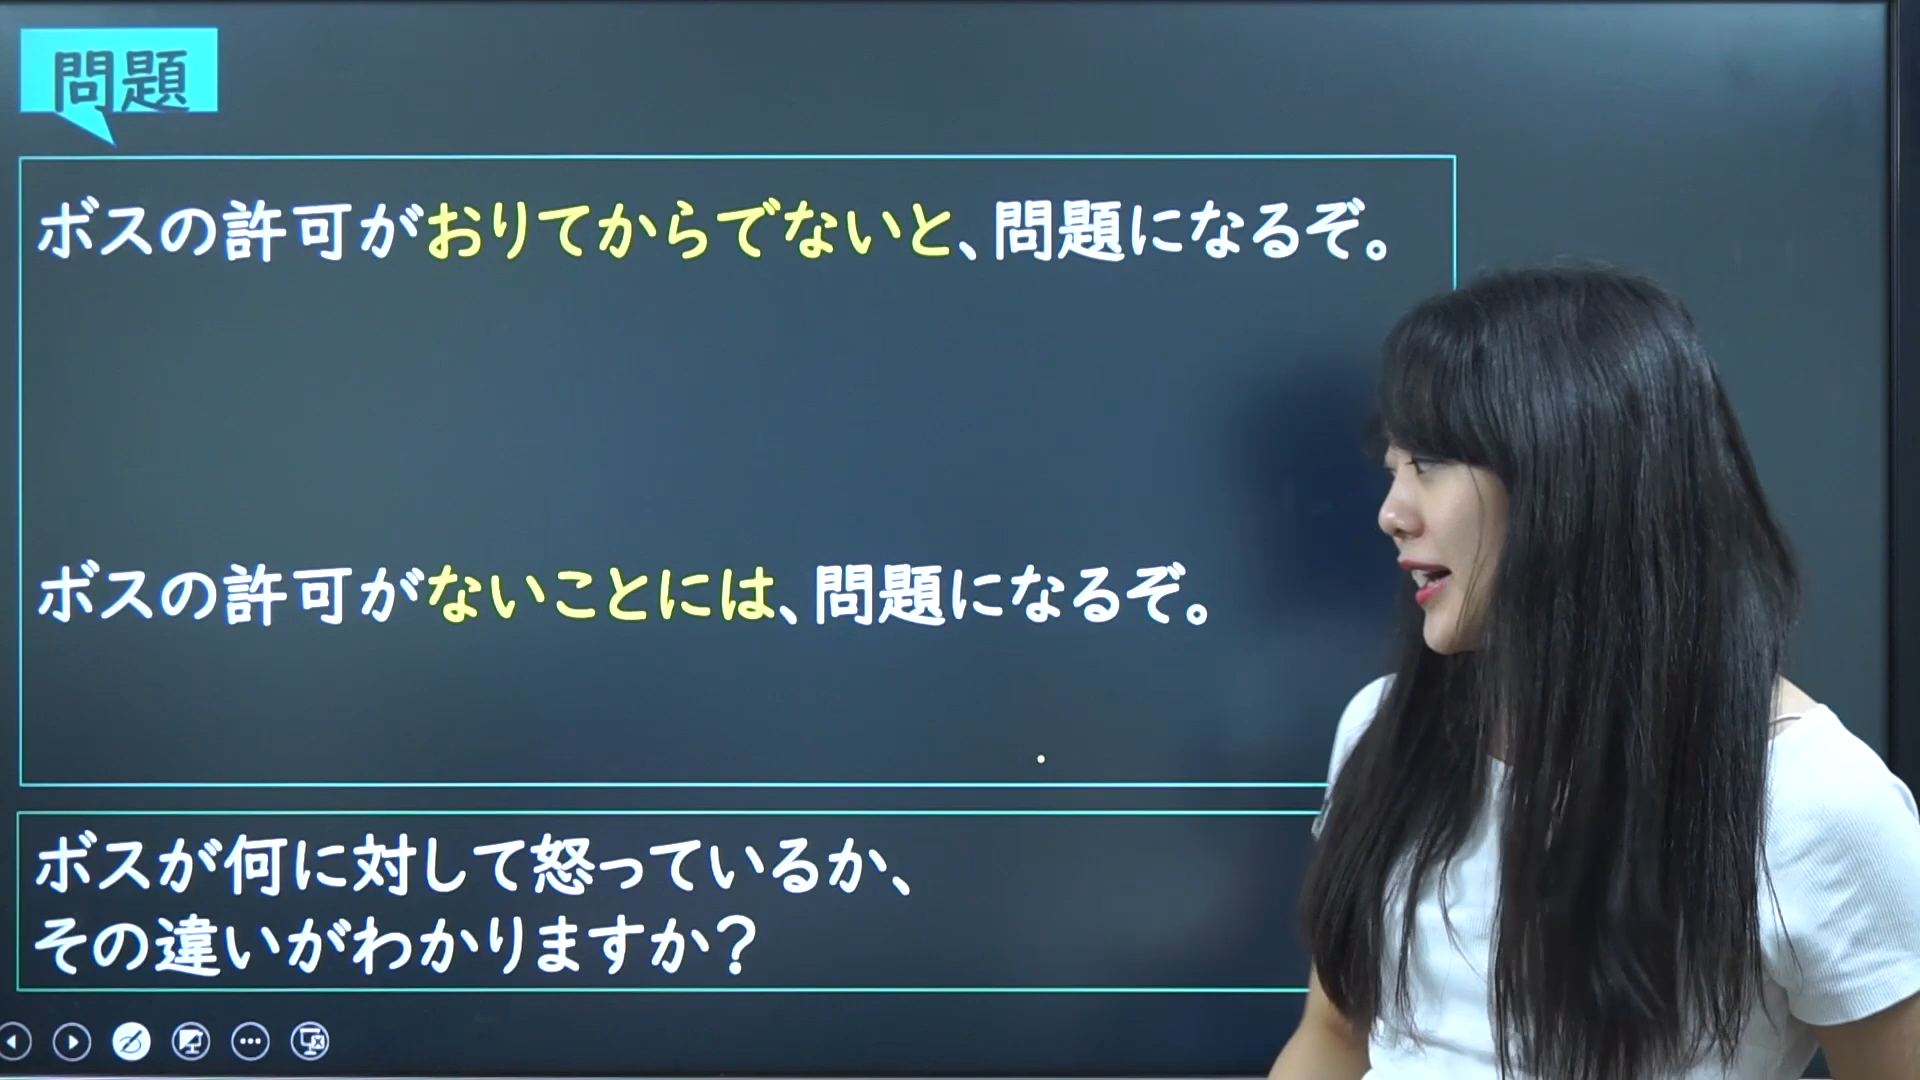 問題
ボスの許可がおりてからでないと、問題になるぞ。
ボスの許可がないことには、問題になるぞ。
ボスが何に対して怒っているか、
その違いがわかりますか？